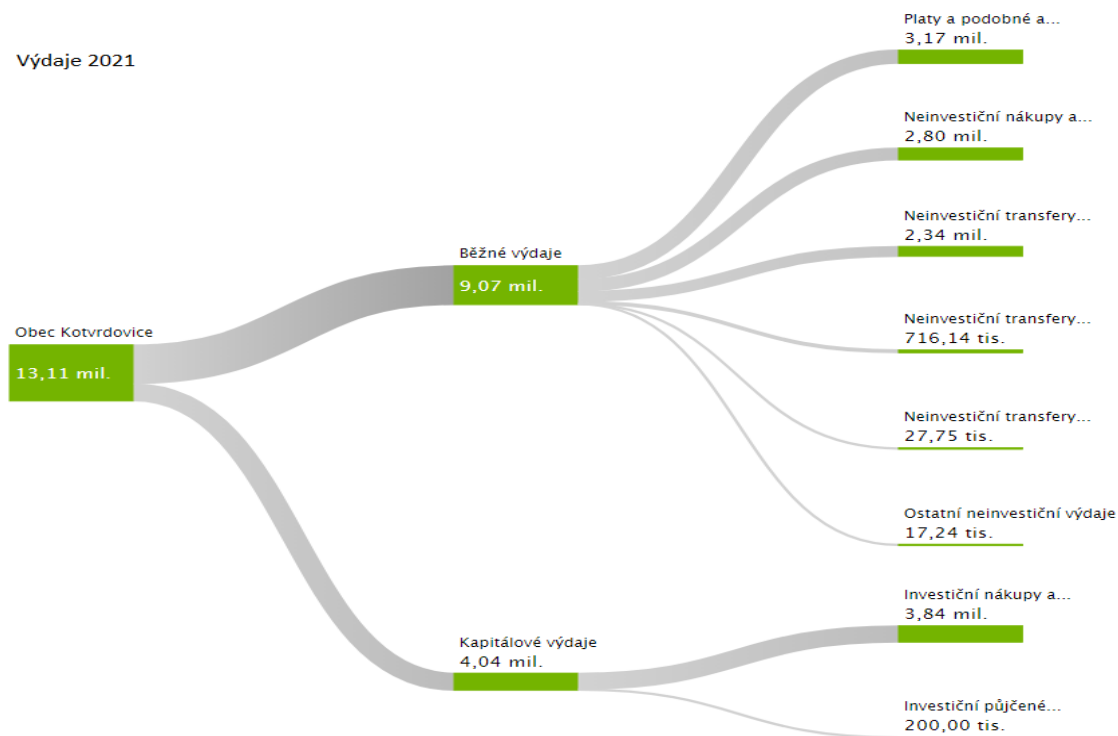 Výdaje 2021
Obec Kotvrdovice
13,11 mil.
Běžné výdaje
9,07 mil.
Kapitálové výdaje
4,04 mil.
Platy a podobné a...
3,17 mil.
Neinvestiční nákupy a...
2,80 mil.
Neinvestiční transfery...
2,34 mil.
Neinvestiční transfery...
716,14 tis.
Neinvestiční transfery...
27,75 tis.
Ostatní neinvestiční výdaje
17,24 tis.
Investiční nákupy a...
3,84 mil.
Investiční půjčené...
200,00 tis.